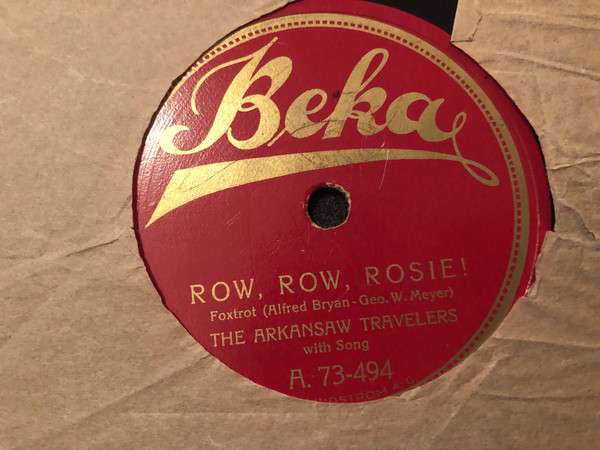 Beka
ROW, ROW, ROSIE!
Foxtrot (Alfred Bryan-Geo. W. Meyer)
THE ARKANSAW TRAVELERS
with Song
A. 73-494